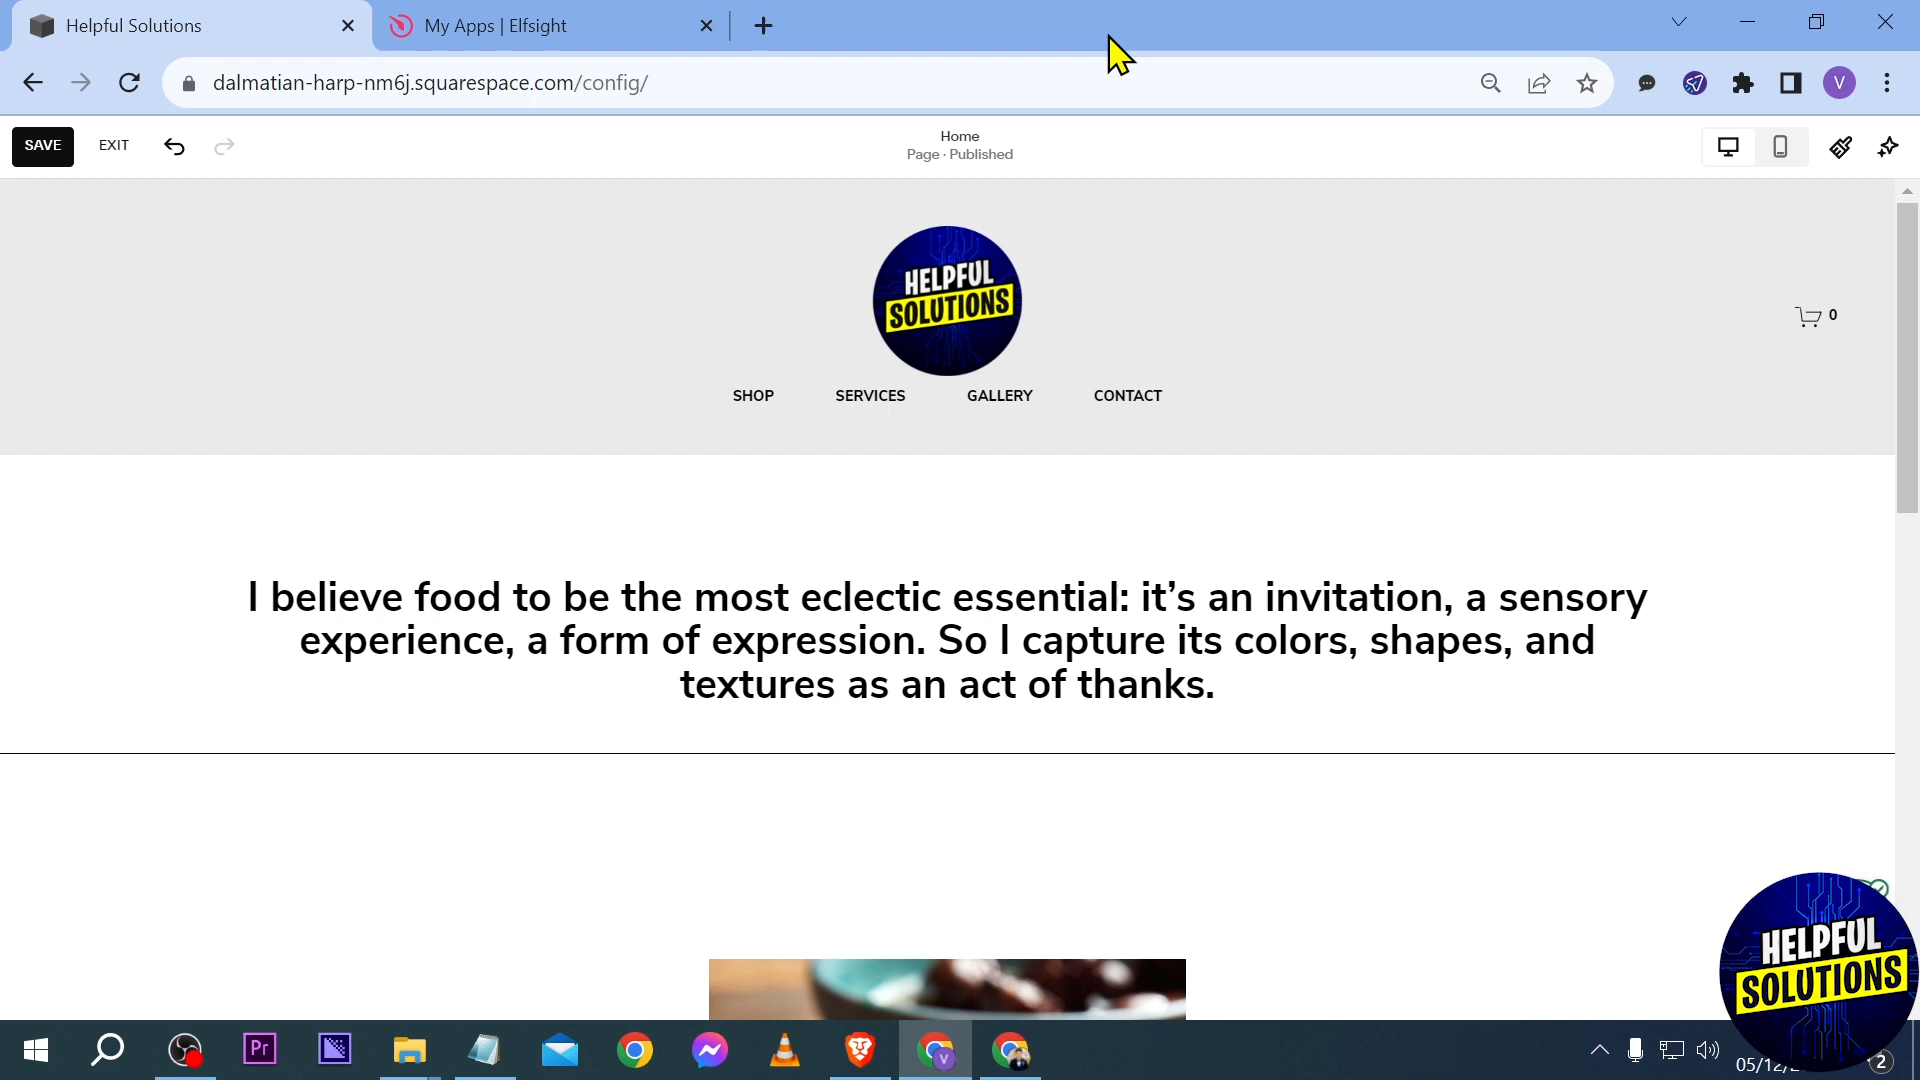 Helpful Solutions
My Apps | Elfsight
dalmatian-harp-nm6j.squarespace.com/config/
V
SAVE
EXIT
Home
Page · Published
HELPFUL
SOLUTIONS
0
SHOP
SERVICES
GALLERY
CONTACT
I believe food to be the most eclectic essential: it’s an invitation, a sensory
experience, a form of expression. So I capture its colors, shapes, and
textures as an act of thanks.
HELPFUL
SOLUTIONS
Pr
V
05/12/
2